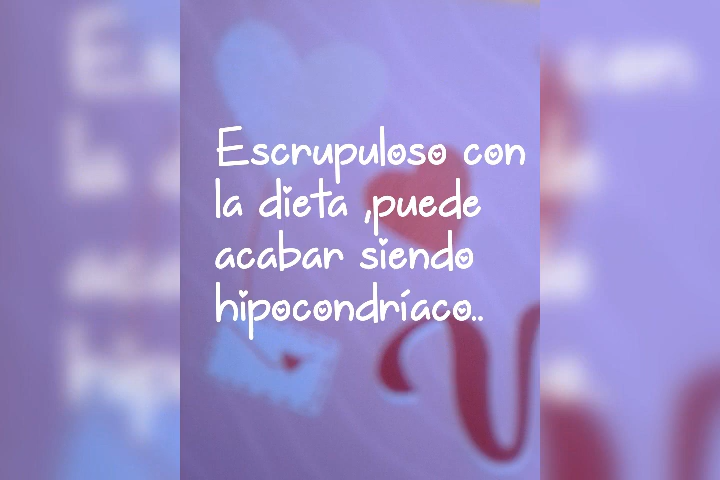 Escrupuloso con
la dieta ,puede
acabar siendo
hipocondríaco..